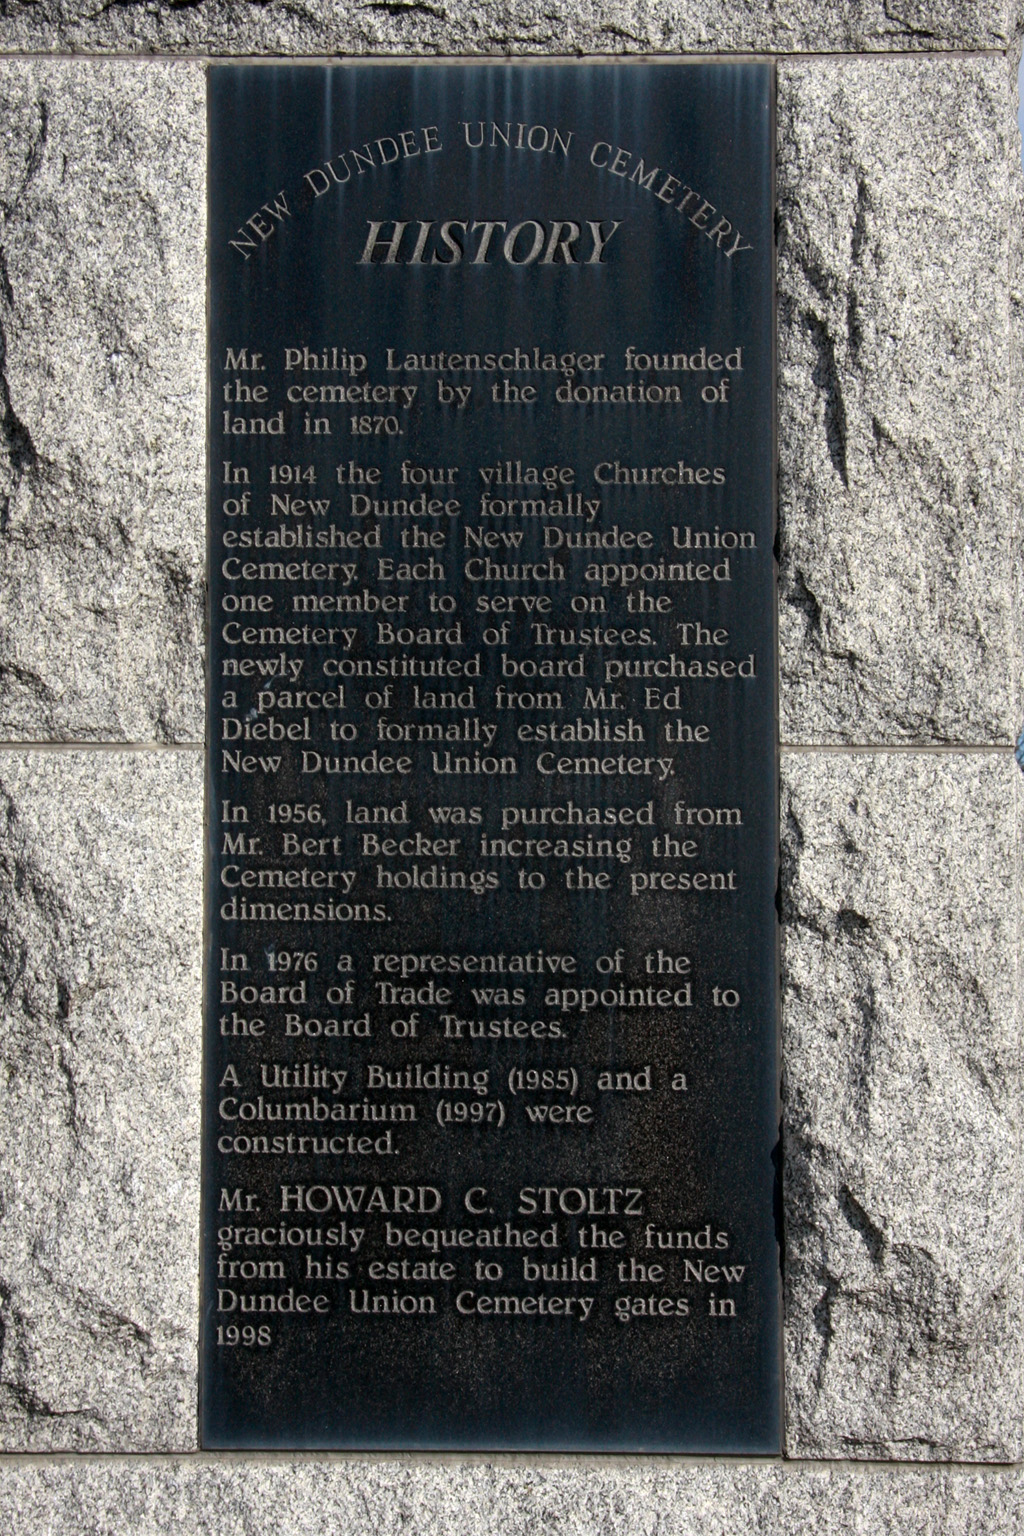 NEW DUNDEE UNION CEMETERY
HISTORY
Mr. Philip Lautenschlager founded
the cemetery by the donation of
land in 1870.
In 1914 the four village Churches
of New Dundee formally
established the New Dundee Union
Cemetery. Each Church appointed
one member to serve on the
Cemetery Board of Trustees. The
newly constituted board purchased
a parcel of land from Mr. Ed
Diebel to formally establish the
New Dundee Union Cemetery.
In 1956, land was purchased from
Mr. Bert Becker increasing the
Cemetery holdings to the present
dimensions.
In 1976 a representative of the
Board of Trade was appointed to
the Board of Trustees.
A Utility Building (1985) and a
Columbarium (1997) were
constructed.
Mr. HOWARD C. STOLTZ
graciously bequeathed the funds
from his estate to build the New
Dundee Union Cemetery gates in
1998